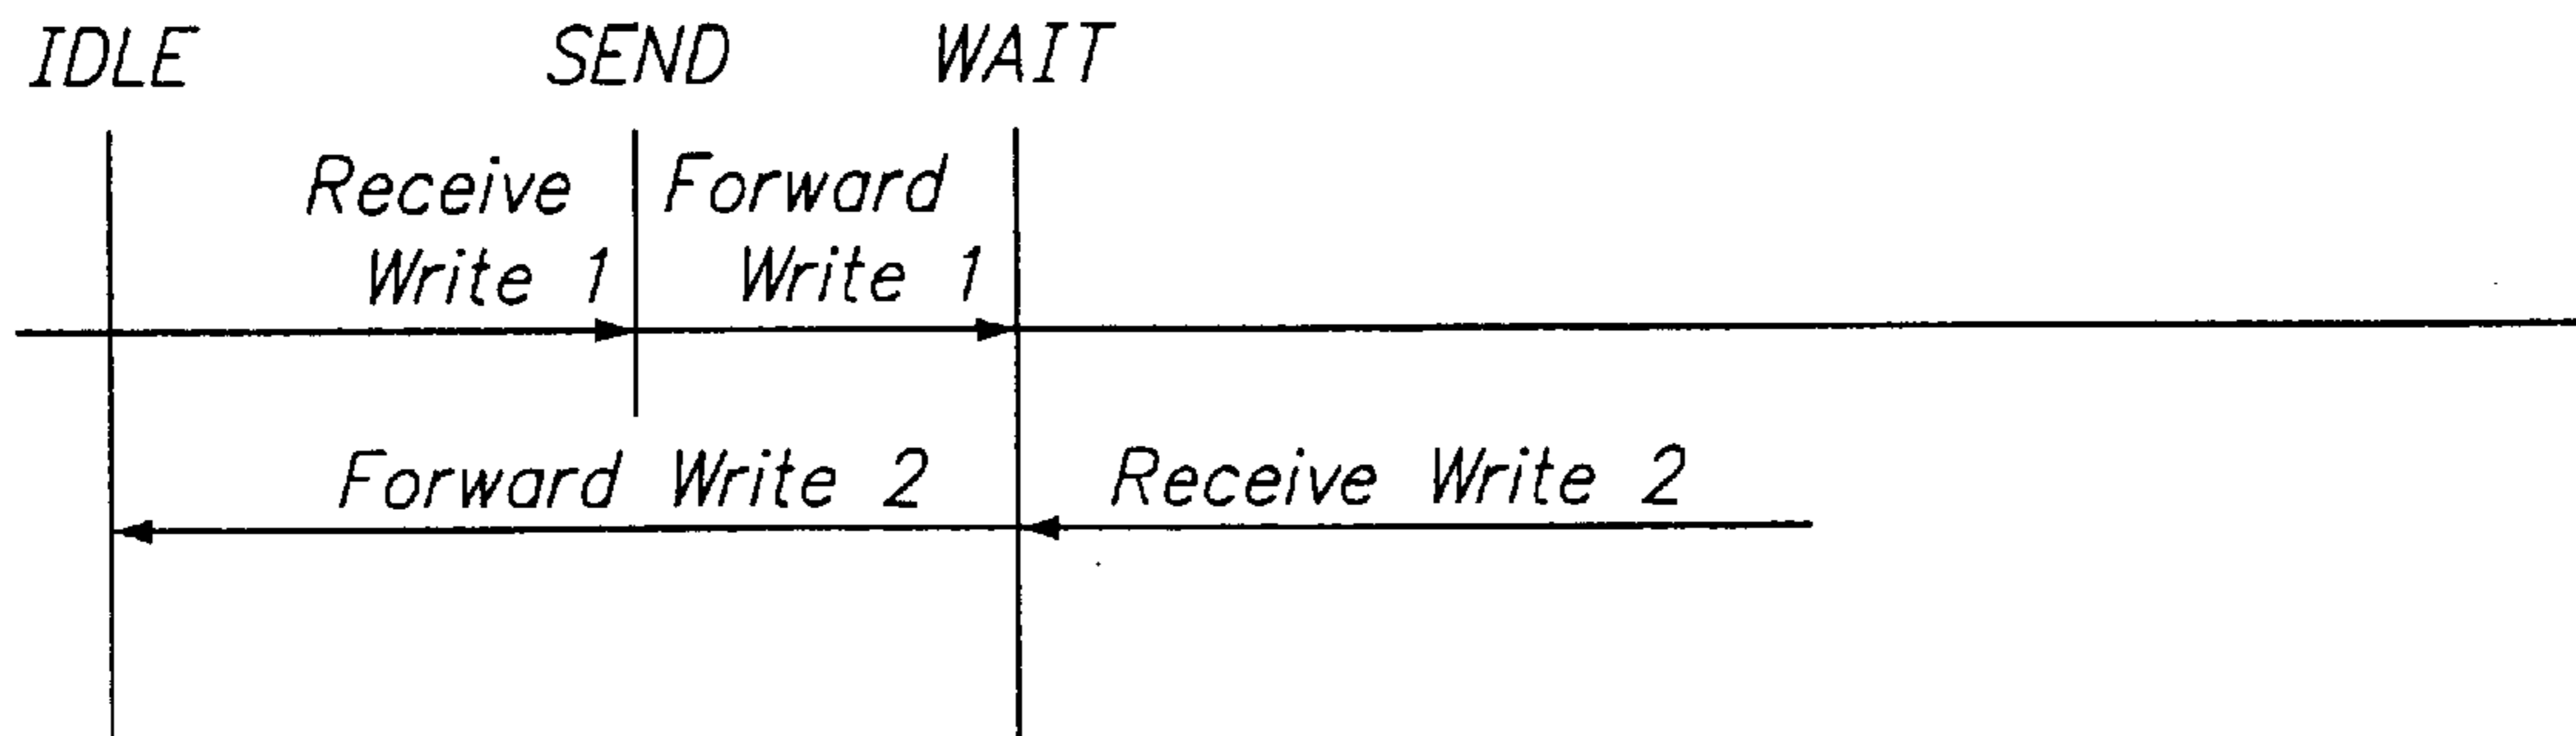 IDLE SEND WAIT
Receive Forward
Write 1 Write 1
Forward Write 2 Receive Write 2